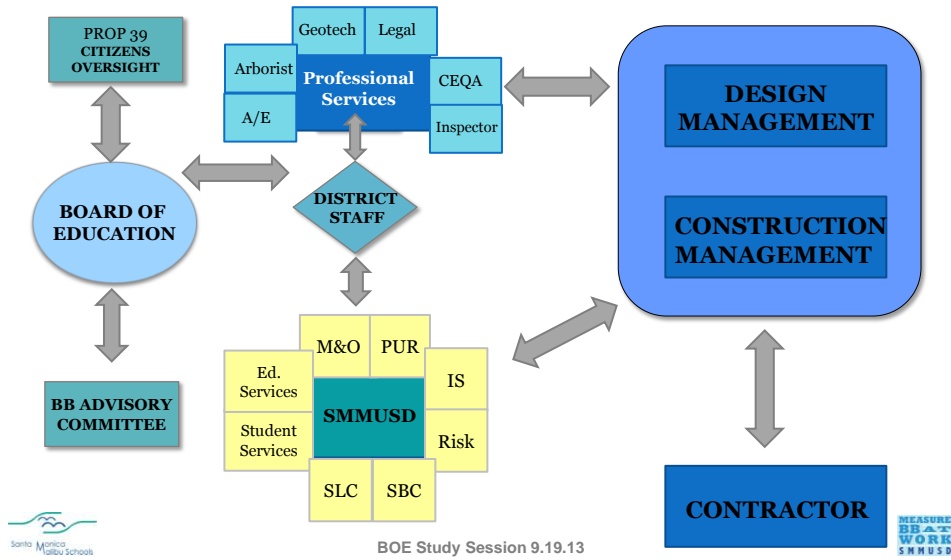 PROP 39
CITIZENS
OVERSIGHT
BOARD OF
EDUCATION
BB ADVISORY
COMMITTEE
Geotech
Legal
Arborist
A/E
Professional
Services
CEQA
Inspector
DISTRICT
STAFF
M&O
PUR
Ed.
Services
Student
Services
SMMUSD
IS
Risk
SLC
SBC
DESIGN
MANAGEMENT
CONSTRUCTION
MANAGEMENT
CONTRACTOR
Santa Monica
Malibu Schools
BOE Study Session 9.19.13
MEASURE
BB AT
WORK
SMMUSD